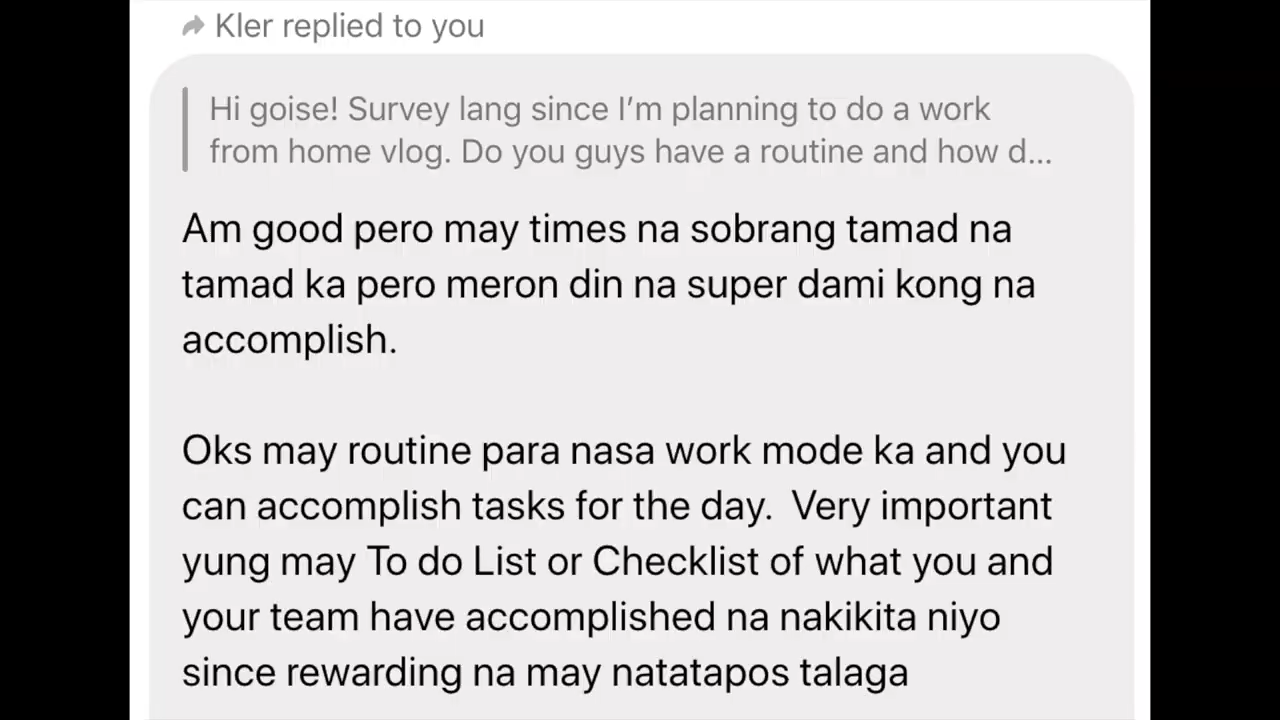 Kler replied to you
Hi goise! Survey lang since I’m planning to do a work
from home vlog. Do you guys have a routine and how d...
Am good pero may times na sobrang tamad na
tamad ka pero meron din na super dami kong na
accomplish.
Oks may routine para nasa work mode ka and you
can accomplish tasks for the day.  Very important
yung may To do List or Checklist of what you and
your team have accomplished na nakikita niyo
since rewarding na may natatapos talaga